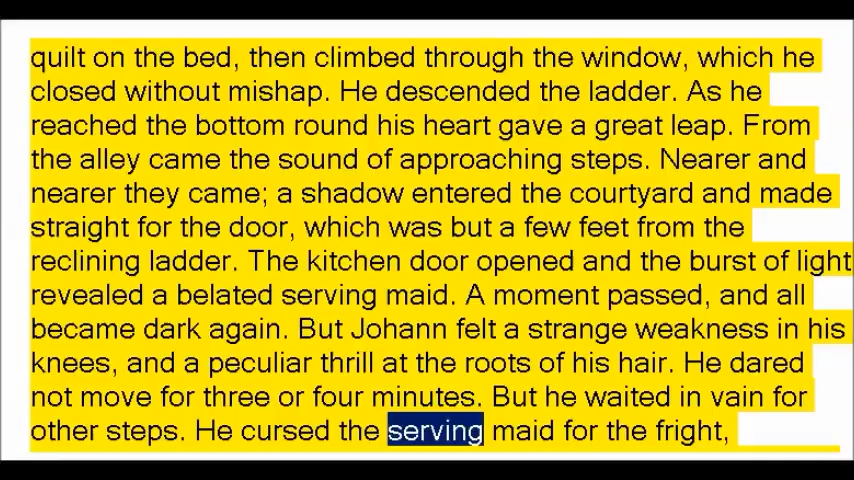 quilt on the bed, then climbed through the window, which he
closed without mishap. He descended the ladder. As he
reached the bottom round his heart gave a great leap. From
the alley came the sound of approaching steps. Nearer and
nearer they came; a shadow entered the courtyard and made
straight for the door, which was but a few feet from the
reclining ladder. The kitchen door opened and the burst of light
revealed a belated serving maid. A moment passed, and all
became dark again. But Johann felt a strange weakness in his
knees, and a peculiar thrill at the roots of his hair. He dared
not move for three or four minutes. But he waited in vain for
other steps. He cursed the serving maid for the fright,